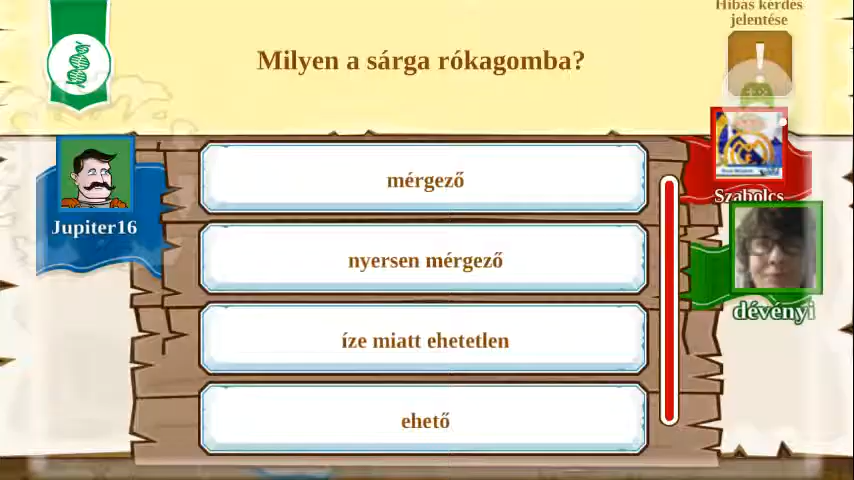 Hibás kérdés
jelentése
Milyen a sárga rókagomba?
mérgező
Szabolcs
Jupiter16
nyersen mérgező
dévényi
íze miatt ehetetlen
ehető